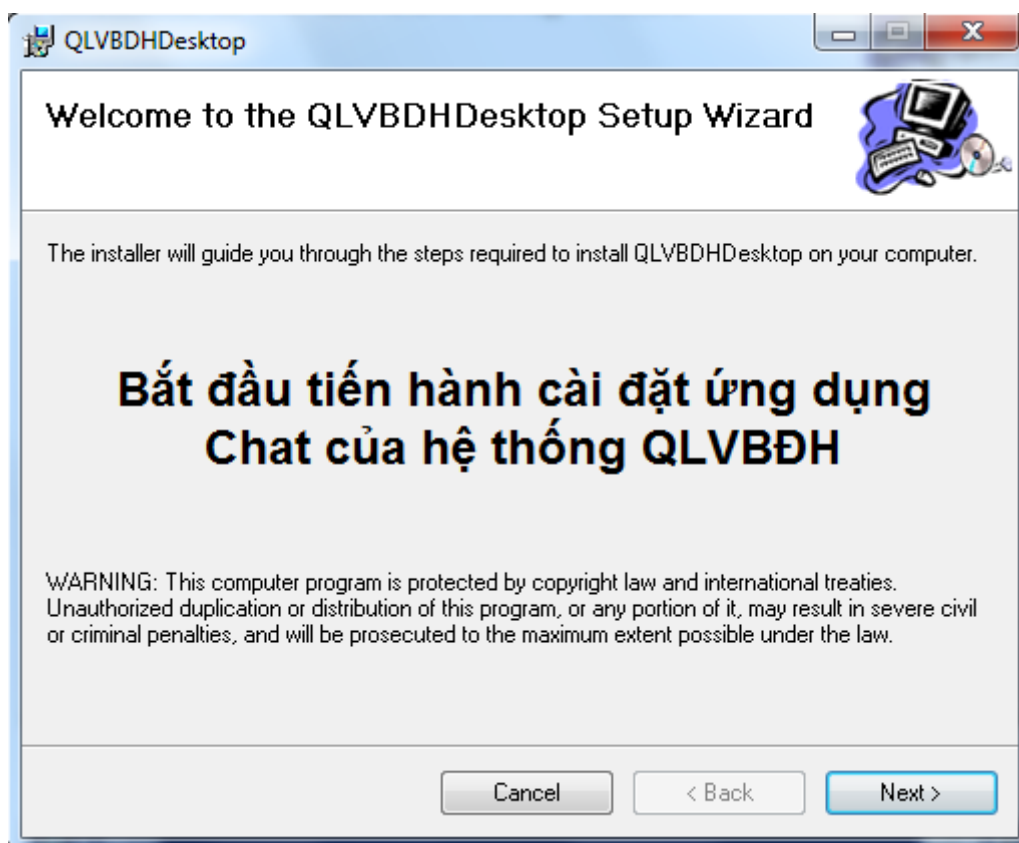 QLVBDHDesktop
Welcome to the QLVBDHDesktop Setup Wizard
The installer will guide you through the steps required to install QLVBDHDesktop on your computer.
Bắt đầu tiến hành cài đặt ứng dụng
Chat của hệ thống QLVBĐH
WARNING: This computer program is protected by copyright law and international treaties.
Unauthorized duplication or distribution of this program, or any portion of it, may result in severe civil
or criminal penalties, and will be prosecuted to the maximum extent possible under the law.
Cancel < Back Next >